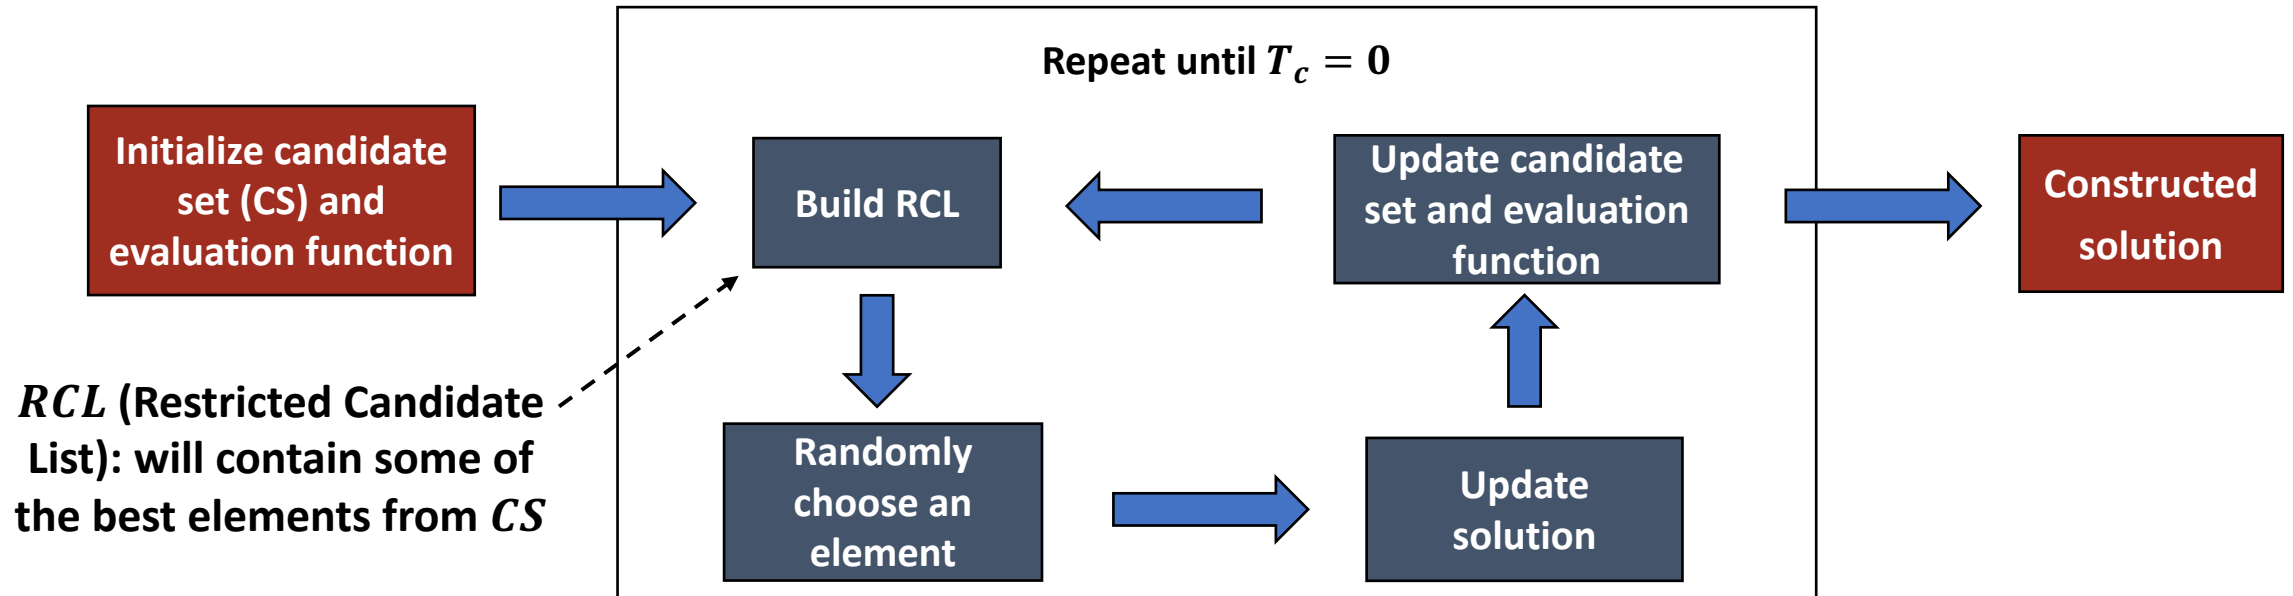 Repeat until T_c = 0
Initialize candidate
set (CS) and
evaluation function
Build RCL
Update candidate
set and evaluation
function
Constructed
solution
RCL (Restricted Candidate
List): will contain some of
the best elements from CS
Randomly
choose an
element
Update
solution